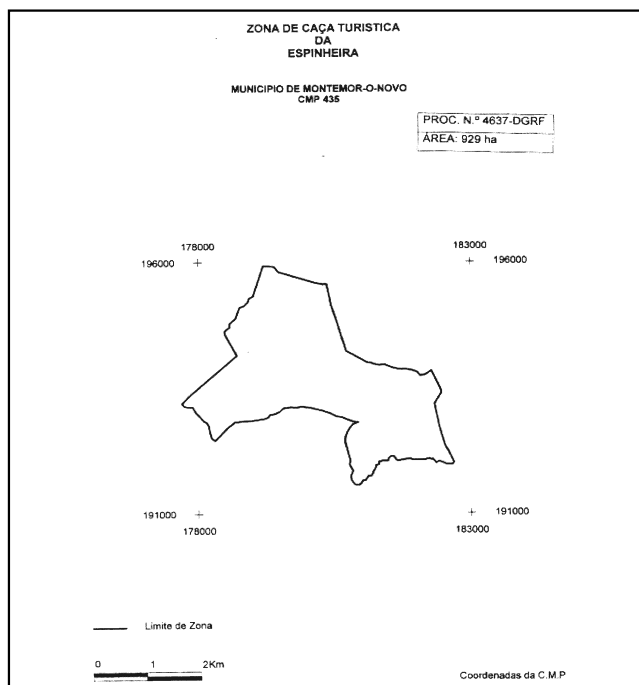 ZONA DE CAÇA TURISTICA
DA
ESPINHEIRA
MUNICIPIO DE MONTEMOR-O-NOVO
CMP 435
PROC. N.º 4637-DGRF
ÁREA: 929 ha
178000
183000
196000
196000
191000
191000
178000
183000
Limite de Zona
0 1 2Km
Coordenadas da C.M.P